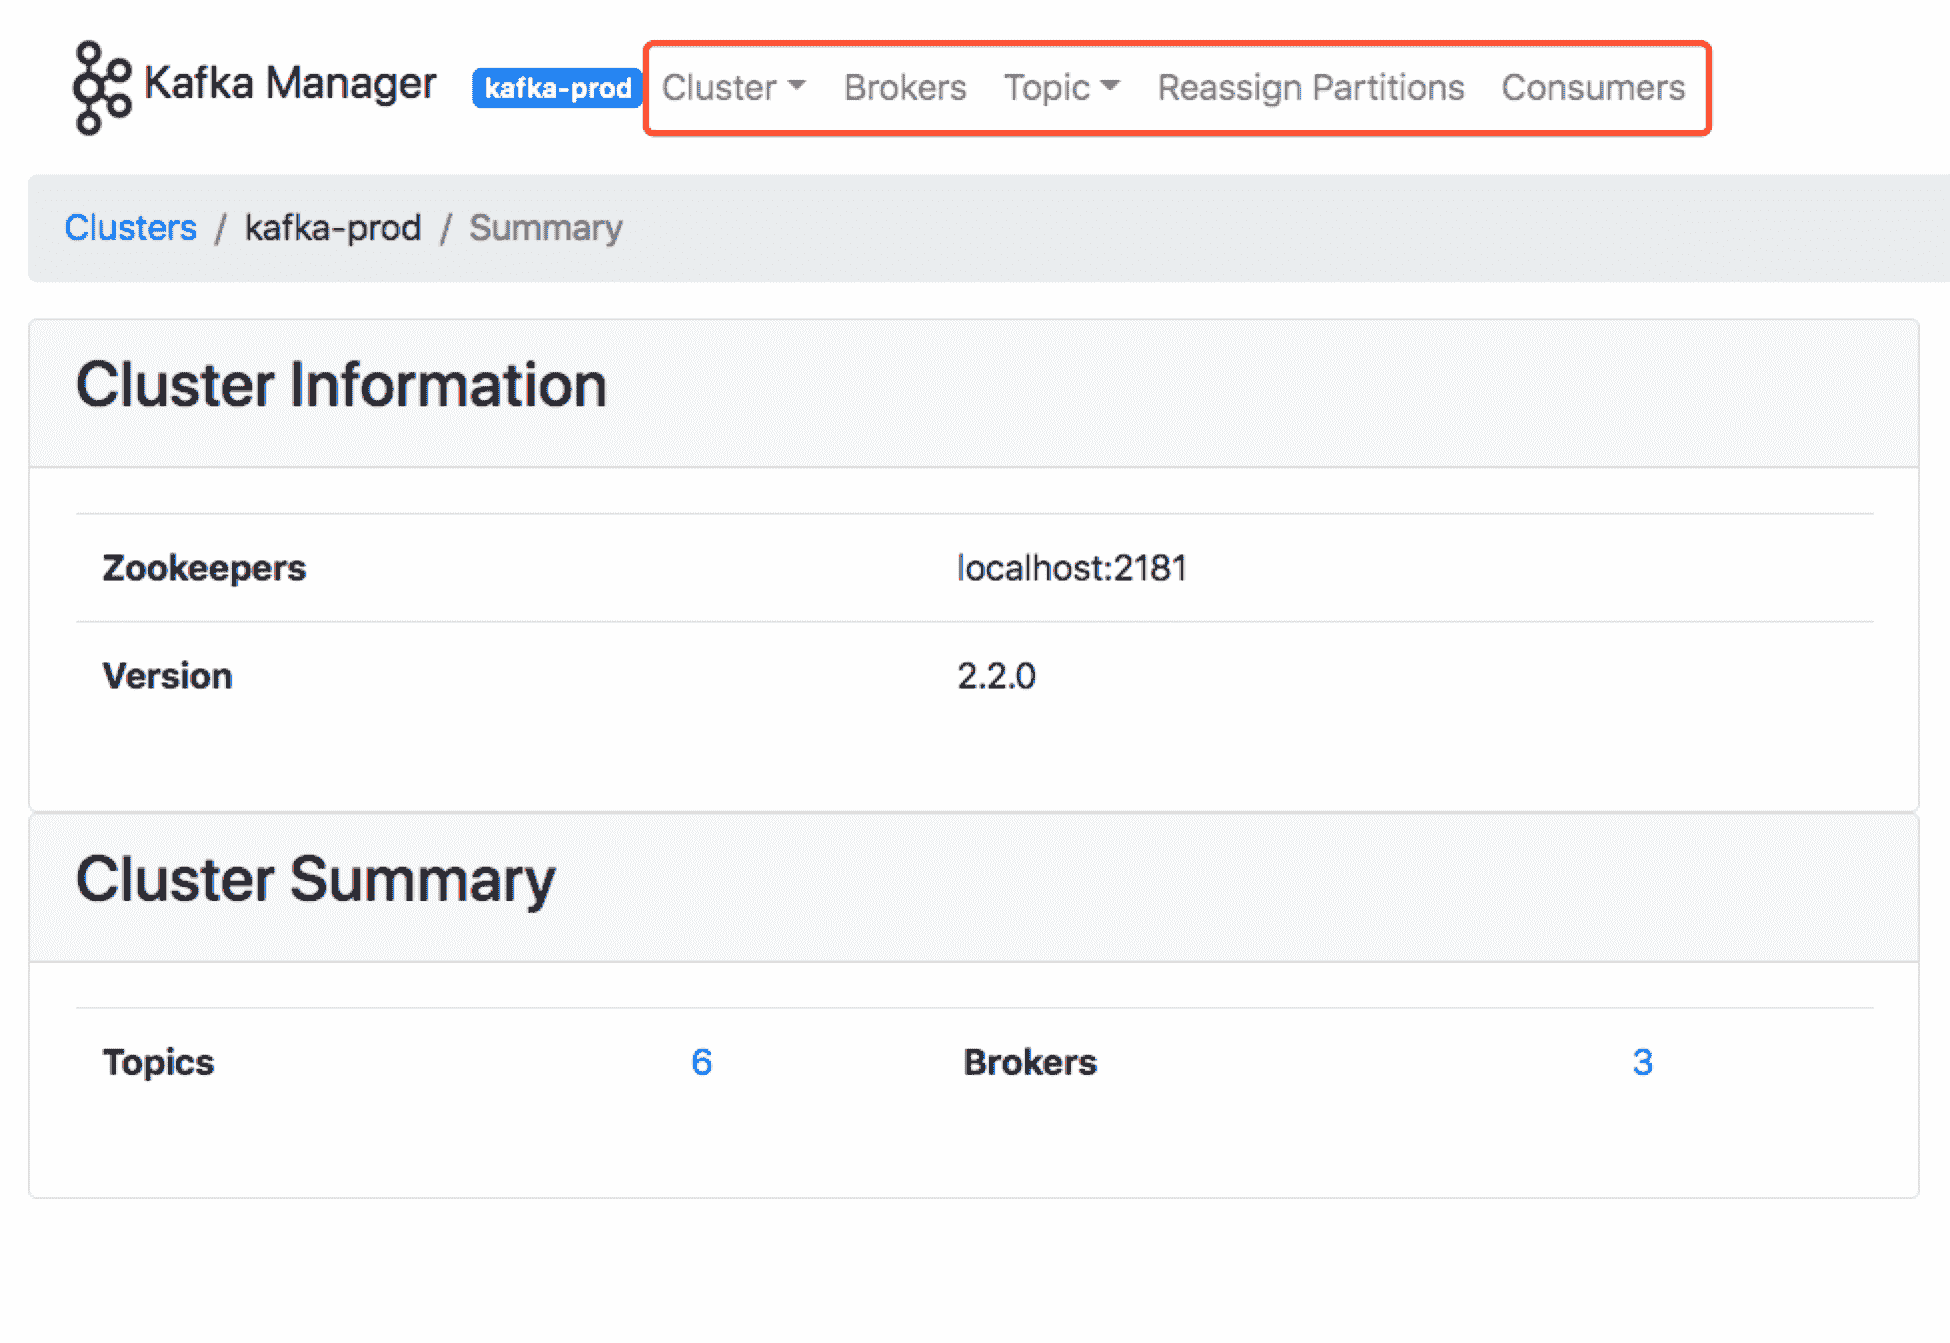 Kafka Manager kafka-prod Cluster Brokers Topic Reassign Partitions Consumers
Clusters / kafka-prod / Summary
Cluster Information
Zookeepers localhost:2181
Version 2.2.0
Cluster Summary
Topics 6 Brokers 3